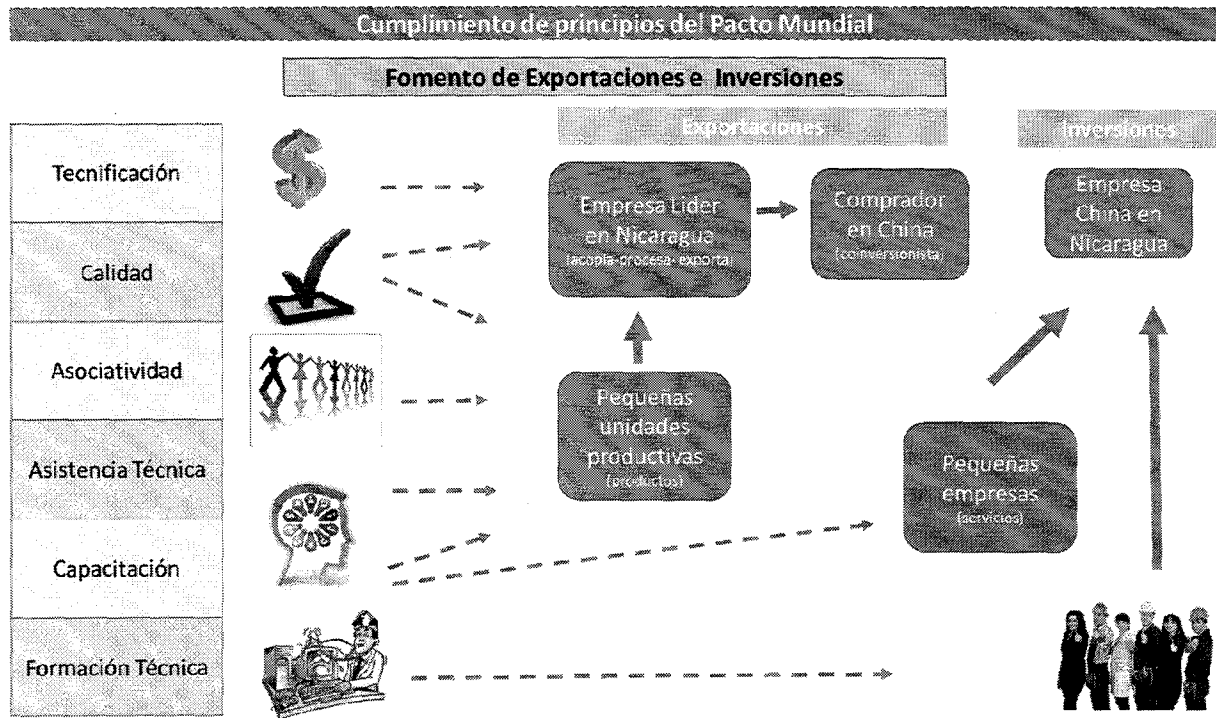 Cumplimiento de principios del Pacto Mundial
Fomento de Exportaciones e Inversiones
Exportaciones
Inversiones
Tecnificación
Calidad
Asociatividad
Asistencia Técnica
Capacitación
Formación Técnica
$
Empresa Lider
en Nicaragua
(acopia-procesa- exporta)
Comprador
en China
(coinversionista)
Empresa
China en
Nicaragua
Pequeñas
unidades
productivas
(productos)
Pequeñas
empresas
(servicios)